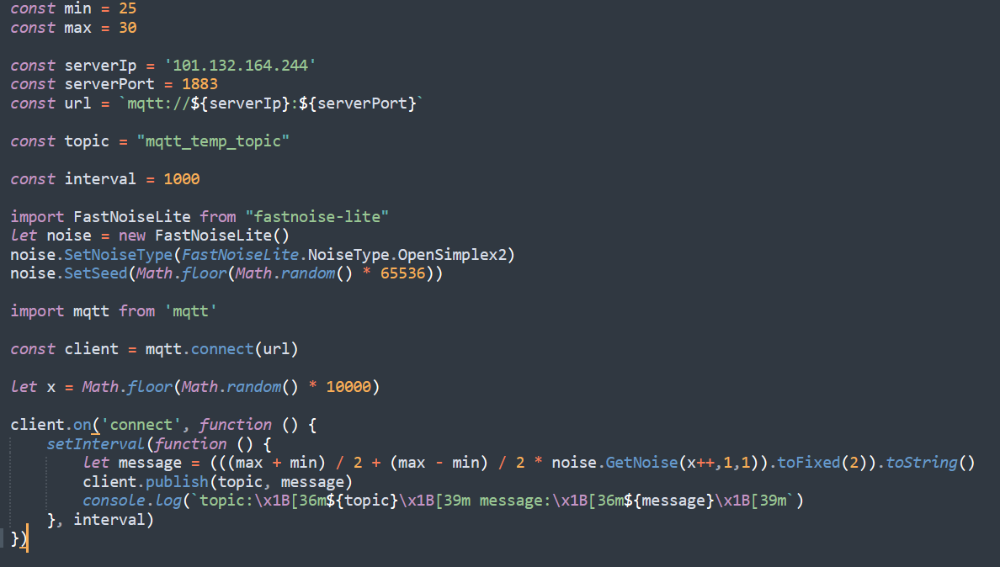 const min = 25
const max = 30
const serverIp = '101.132.164.244'
const serverPort = 1883
const url = `mqtt://${serverIp}:${serverPort}`
const topic = "mqtt_temp_topic"
const interval = 1000
import FastNoiseLite from "fastnoise-lite"
let noise = new FastNoiseLite()
noise.SetNoiseType(FastNoiseLite.NoiseType.OpenSimplex2)
noise.SetSeed(Math.floor(Math.random() * 65536))
import mqtt from 'mqtt'
const client = mqtt.connect(url)
let x = Math.floor(Math.random() * 10000)
client.on('connect', function () {
    setInterval(function () {
        let message = (((max + min) / 2 + (max - min) / 2 * noise.GetNoise(x++,1,1)).toFixed(2)).toString()
        client.publish(topic, message)
        console.log(`topic:\x1B[36m${topic}\x1B[39m message:\x1B[36m${message}\x1B[39m`)
    }, interval)
})